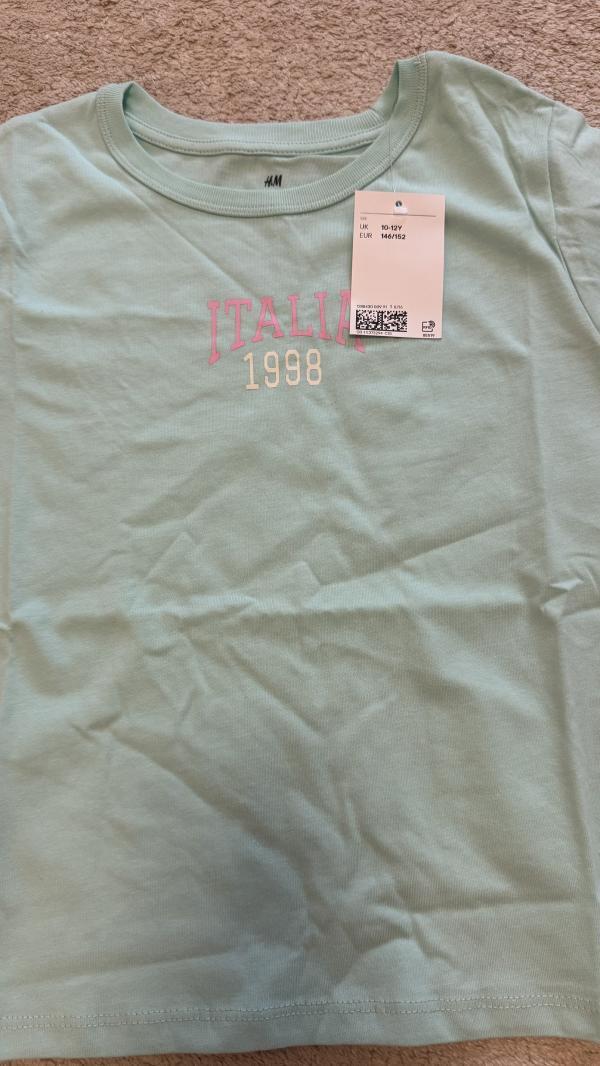 H&M
UK 10-12Y
EUR 146/152
ITALIA
1998